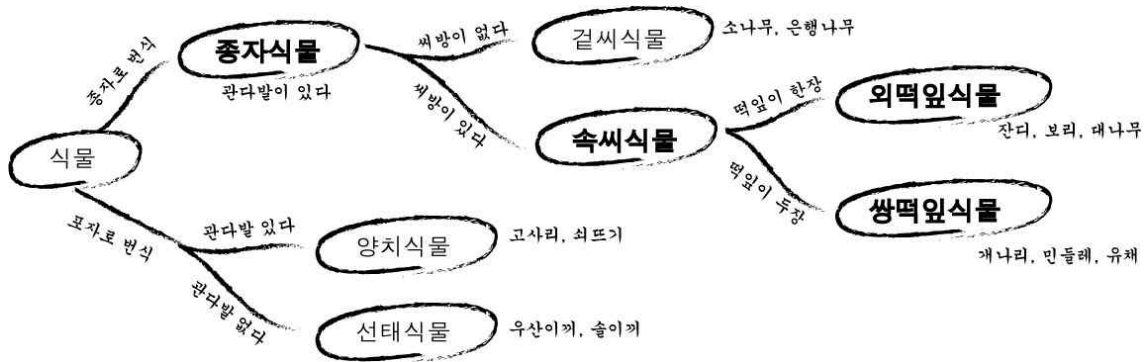 식물
종자로 번식
종자식물
관다발이 있다
씨방이 없다
겉씨식물
소나무, 은행나무
씨방이 있다
속씨식물
떡잎이 한장
외떡잎식물
잔디, 보리, 대나무
떡잎이 두장
쌍떡잎식물
개나리, 민들레, 유채
포자로 번식
관다발 있다
양치식물
고사리, 쇠뜨기
관다발 없다
선태식물
우산이끼, 솔이끼